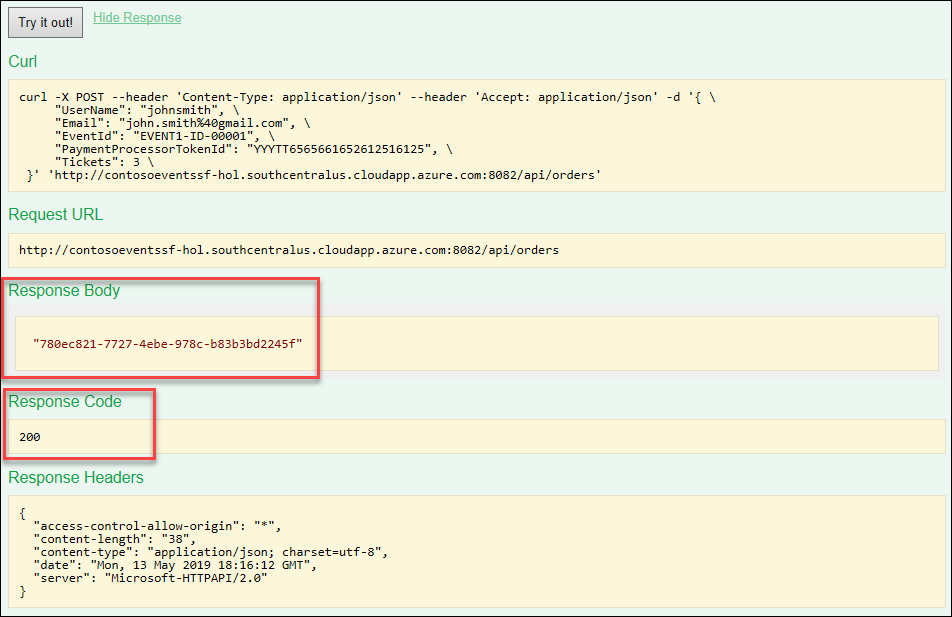 Try it out! Hide Response
Curl
curl -X POST --header 'Content-Type: application/json' --header 'Accept: application/json' -d '{ \
"UserName": "johnsmith", \
"Email": "john.smith%40gmail.com", \
"EventId": "EVENT1-ID-00001", \
"PaymentProcessorTokenId": "YYYTT6565661652612516125", \
"Tickets": 3 \
}' 'http://contosoeventssf-hol.southcentralus.cloudapp.azure.com:8082/api/orders'
Request URL
http://contosoeventssf-hol.southcentralus.cloudapp.azure.com:8082/api/orders
Response Body
"780ec821-7727-4ebe-978c-b83b3bd2245f"
Response Code
200
Response Headers
{
"access-control-allow-origin": "*",
"content-length": "38",
"content-type": "application/json; charset=utf-8",
"date": "Mon, 13 May 2019 18:16:12 GMT",
"server": "Microsoft-HTTPAPI/2.0"
}